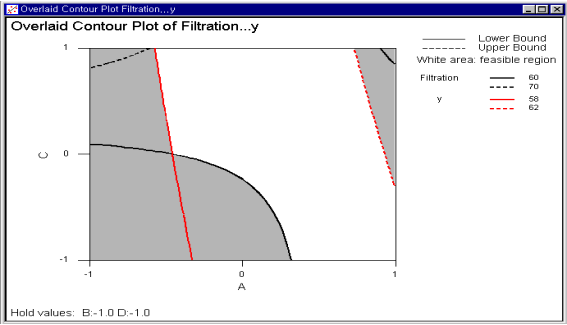 Overlaid Contour Plot of Filtration...y
Overlaid Contour Plot of Filtration...y
Lower Bound
Upper Bound
White area: feasible region
Filtration 60
70
y 58
62
1
0
-1
C
-1 0 1
A
Hold values: B:-1.0 D:-1.0